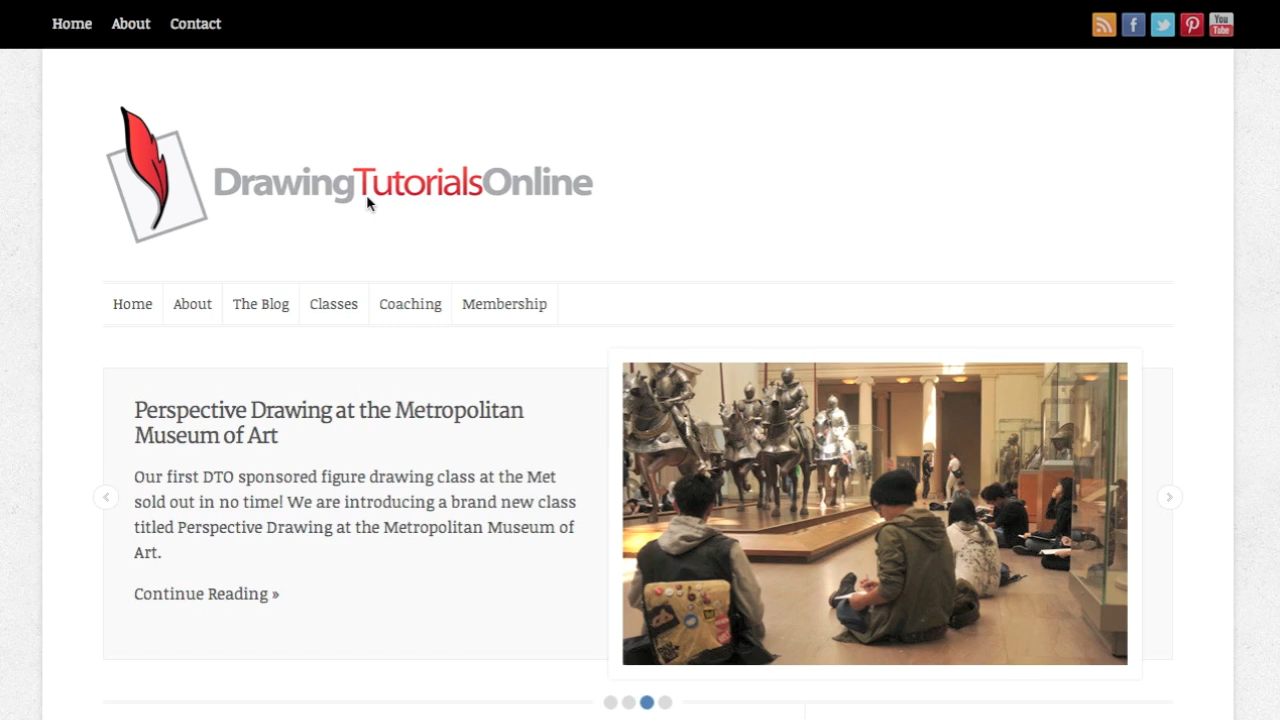 Home About Contact
You
Tube
DrawingTutorialsOnline
Home About The Blog Classes Coaching Membership
Perspective Drawing at the Metropolitan
Museum of Art
Our first DTO sponsored figure drawing class at the Met
sold out in no time! We are introducing a brand new class
titled Perspective Drawing at the Metropolitan Museum of
Art.
Continue Reading »